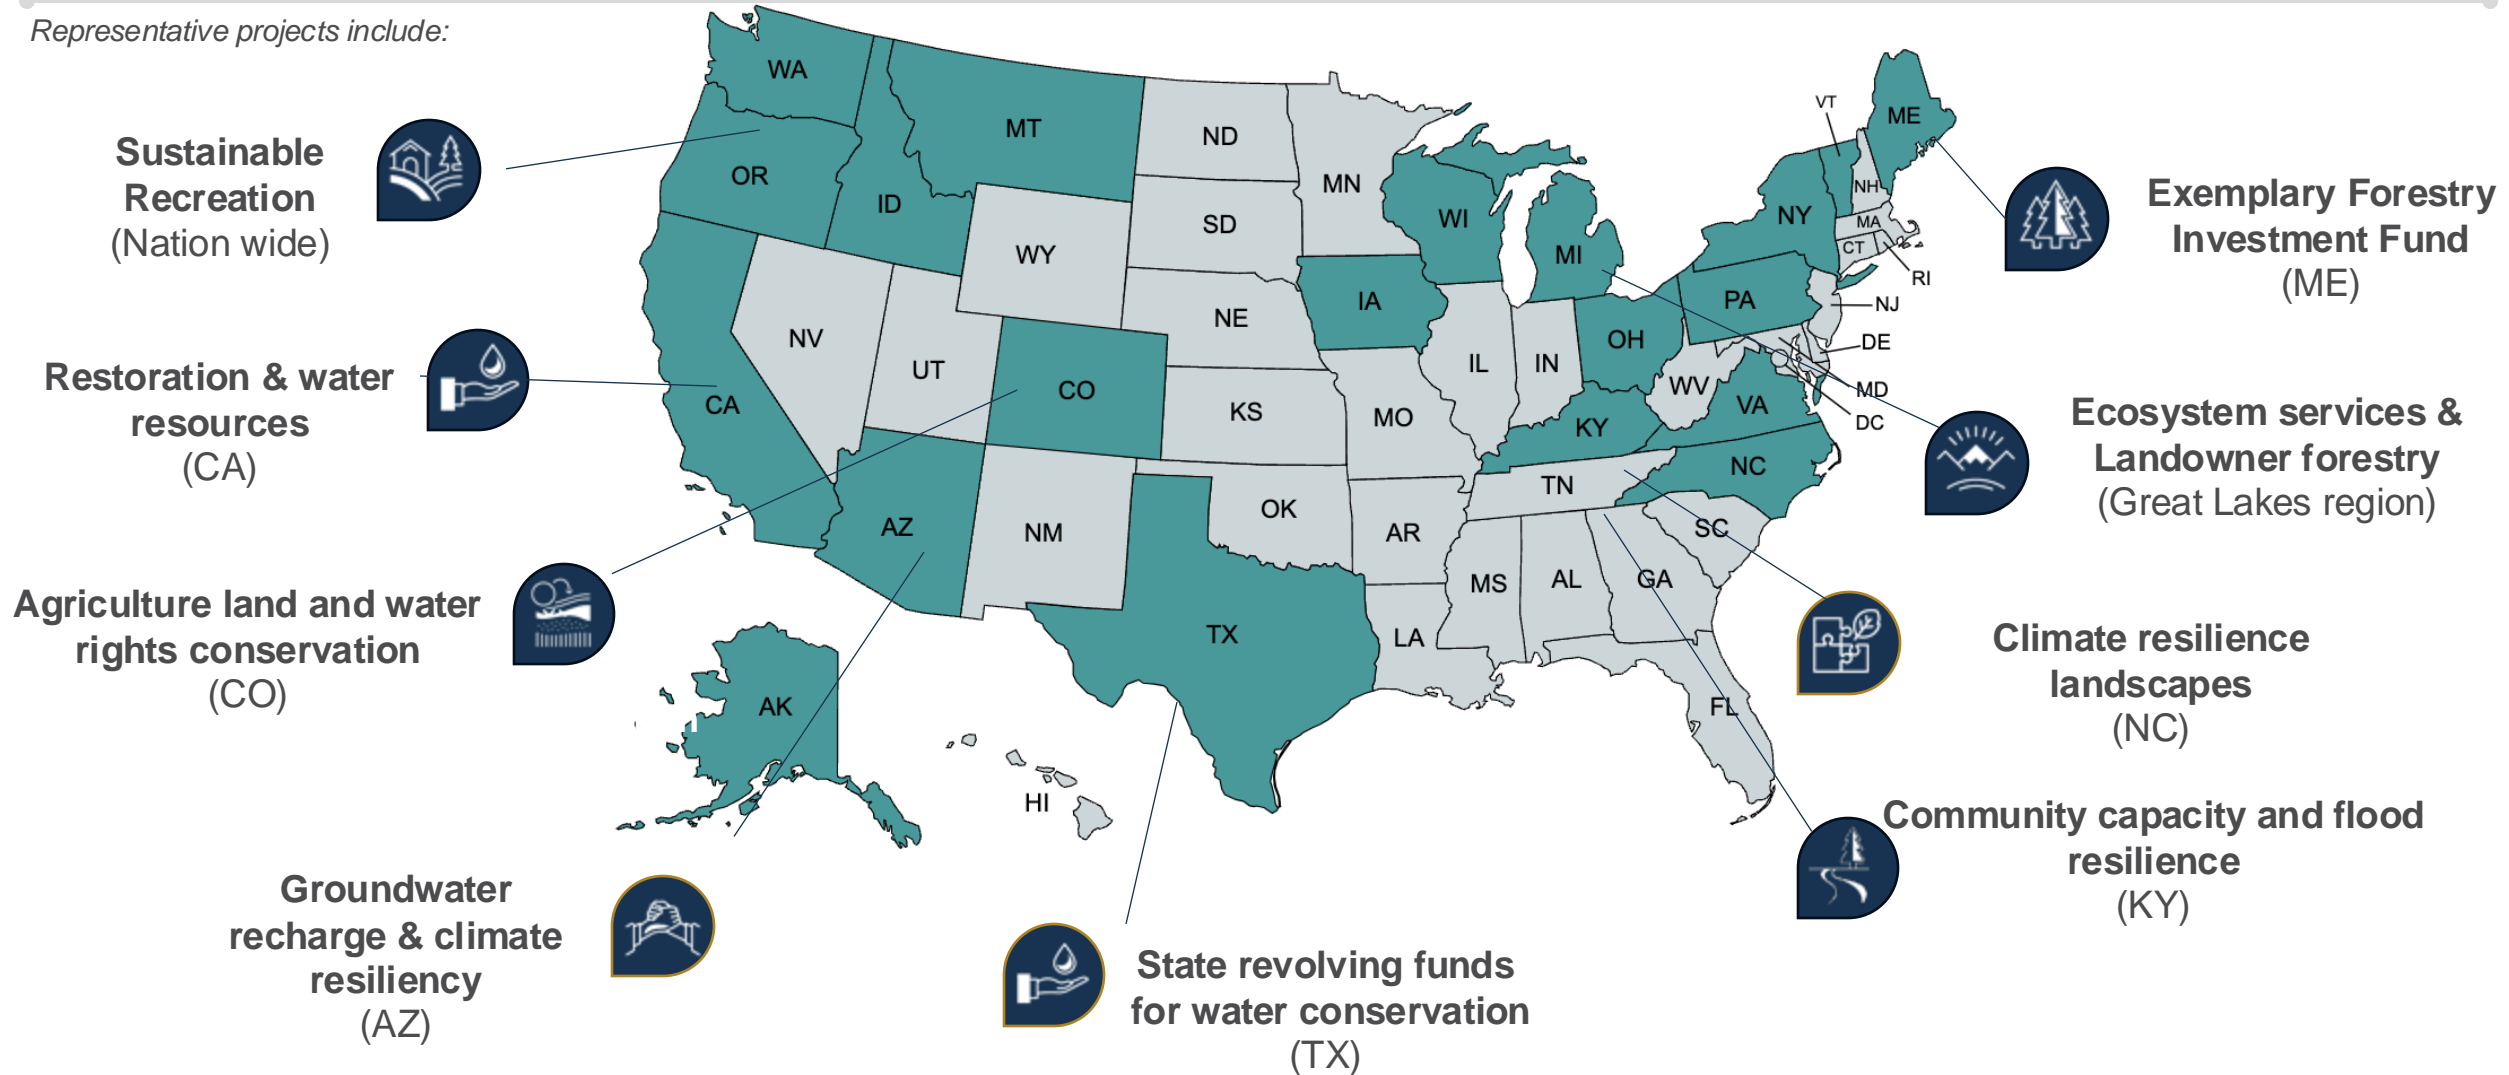 Representative projects include:
Sustainable
Recreation
(Nation wide)
Restoration & water
resources
(CA)
Agriculture land and water
rights conservation
(CO)
Groundwater
recharge & climate
resiliency
(AZ)
State revolving funds
for water conservation
(TX)
Exemplary Forestry
Investment Fund
(ME)
Ecosystem services &
Landowner forestry
(Great Lakes region)
Climate resilience
landscapes
(NC)
Community capacity and flood
resilience
(KY)
WA
OR
ID
MT
WY
CA
NV
UT
CO
AZ
NM
ND
SD
NE
KS
OK
TX
MN
IA
MO
AR
LA
WI
IL
MI
IN
OH
KY
TN
MS
AL
GA
FL
SC
NC
VA
WV
PA
NY
VT
NH
ME
MA
CT
RI
NJ
DE
MD
DC
AK
HI